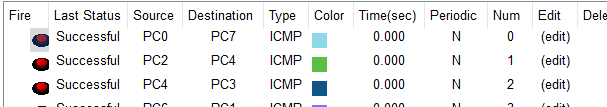 Fire Last Status Source Destination Type Color Time(sec) Periodic Num Edit Dele
Successful PC0 PC7 ICMP 0.000 N 0 (edit)
Successful PC2 PC4 ICMP 0.000 N 1 (edit)
Successful PC4 PC3 ICMP 0.000 N 2 (edit)